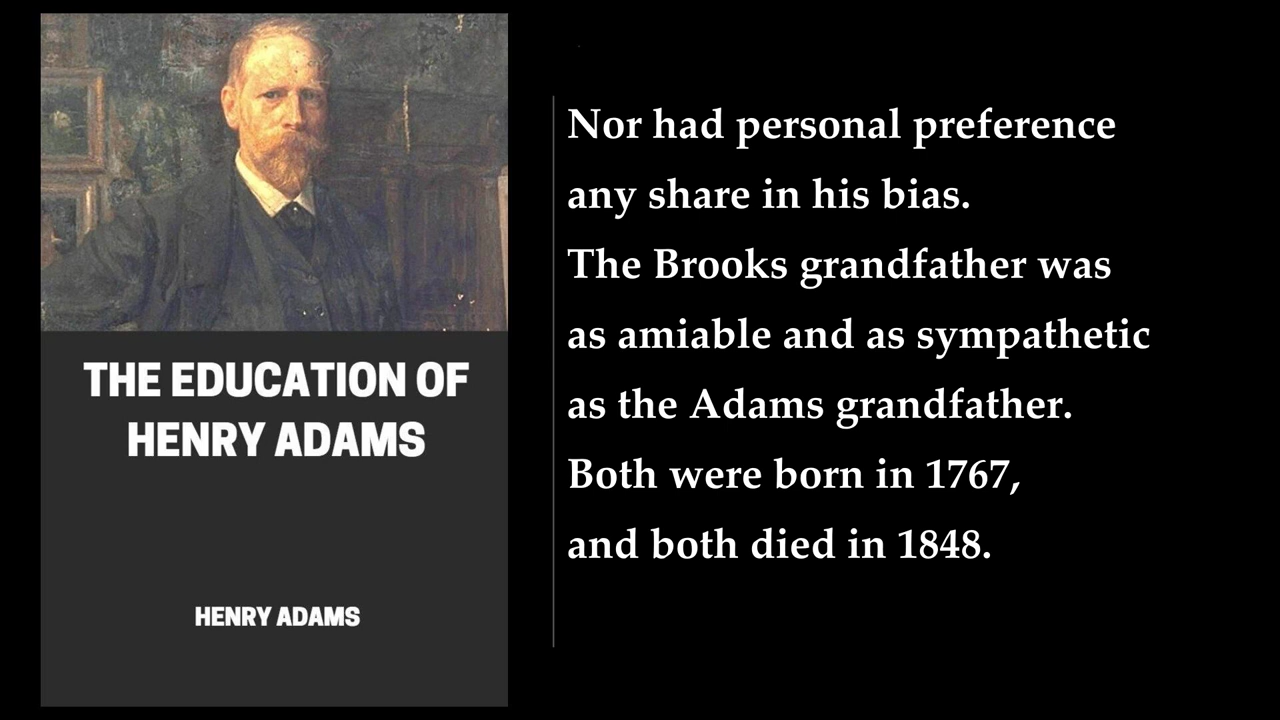 THE EDUCATION OF
HENRY ADAMS
HENRY ADAMS
Nor had personal preference
any share in his bias.
The Brooks grandfather was
as amiable and as sympathetic
as the Adams grandfather.
Both were born in 1767,
and both died in 1848.